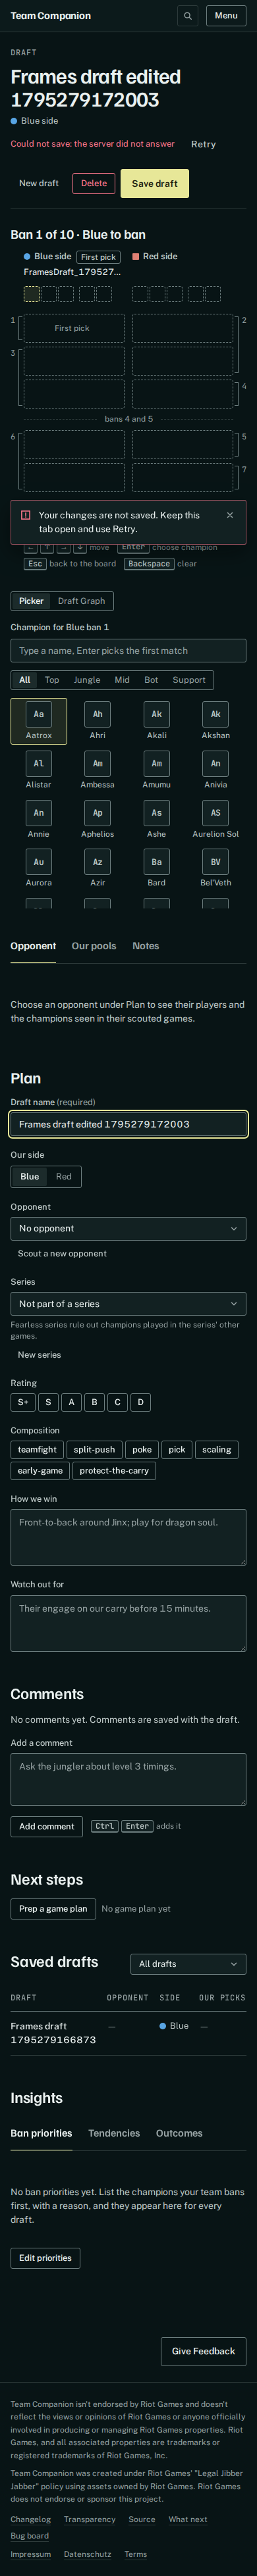 Team Companion
Menu
DRAFT
Frames draft edited
1795279172003
Blue side
Could not save: the server did not answer
Retry
New draft
Delete
Save draft
Ban 1 of 10 · Blue to ban
Blue side
First pick
Red side
FramesDraft_179527...
1
First pick
2
3
4
bans 4 and 5
6
5
7
Your changes are not saved. Keep this
tab open and use Retry.
← ↑ → ↓ move Enter choose champion
Esc back to the board Backspace clear
Picker
Draft Graph
Champion for Blue ban 1
Type a name, Enter picks the first match
All Top Jungle Mid Bot Support
Aa Ah Ak Ak
Aatrox Ahri Akali Akshan
Al Am Am An
Alistar Ambessa Amumu Anivia
An Ap As AS
Annie Aphelios Ashe Aurelion Sol
Au Az Ba BV
Aurora Azir Bard Bel'Veth
Opponent Our pools Notes
Choose an opponent under Plan to see their players and
the champions seen in their scouted games.
Plan
Draft name (required)
Frames draft edited 1795279172003
Our side
Blue Red
Opponent
No opponent
Scout a new opponent
Series
Not part of a series
Fearless series rule out champions played in the series' other
games.
New series
Rating
S+ S A B C D
Composition
teamfight split-push poke pick scaling
early-game protect-the-carry
How we win
Front-to-back around Jinx; play for dragon soul.
Watch out for
Their engage on our carry before 15 minutes.
Comments
No comments yet. Comments are saved with the draft.
Add a comment
Ask the jungler about level 3 timings.
Add comment
Ctrl Enter adds it
Next steps
Prep a game plan
No game plan yet
Saved drafts
All drafts
DRAFT OPPONENT SIDE OUR PICKS
Frames draft
1795279166873
— Blue —
Insights
Ban priorities Tendencies Outcomes
No ban priorities yet. List the champions your team bans
first, with a reason, and they appear here for every
draft.
Edit priorities
Give Feedback
Team Companion isn't endorsed by Riot Games and doesn't
reflect the views or opinions of Riot Games or anyone officially
involved in producing or managing Riot Games properties. Riot
Games, and all associated properties are trademarks or
registered trademarks of Riot Games, Inc.
Team Companion was created under Riot Games' "Legal Jibber
Jabber" policy using assets owned by Riot Games. Riot Games
does not endorse or sponsor this project.
Changelog Transparency Source What next
Bug board
Impressum Datenschutz Terms